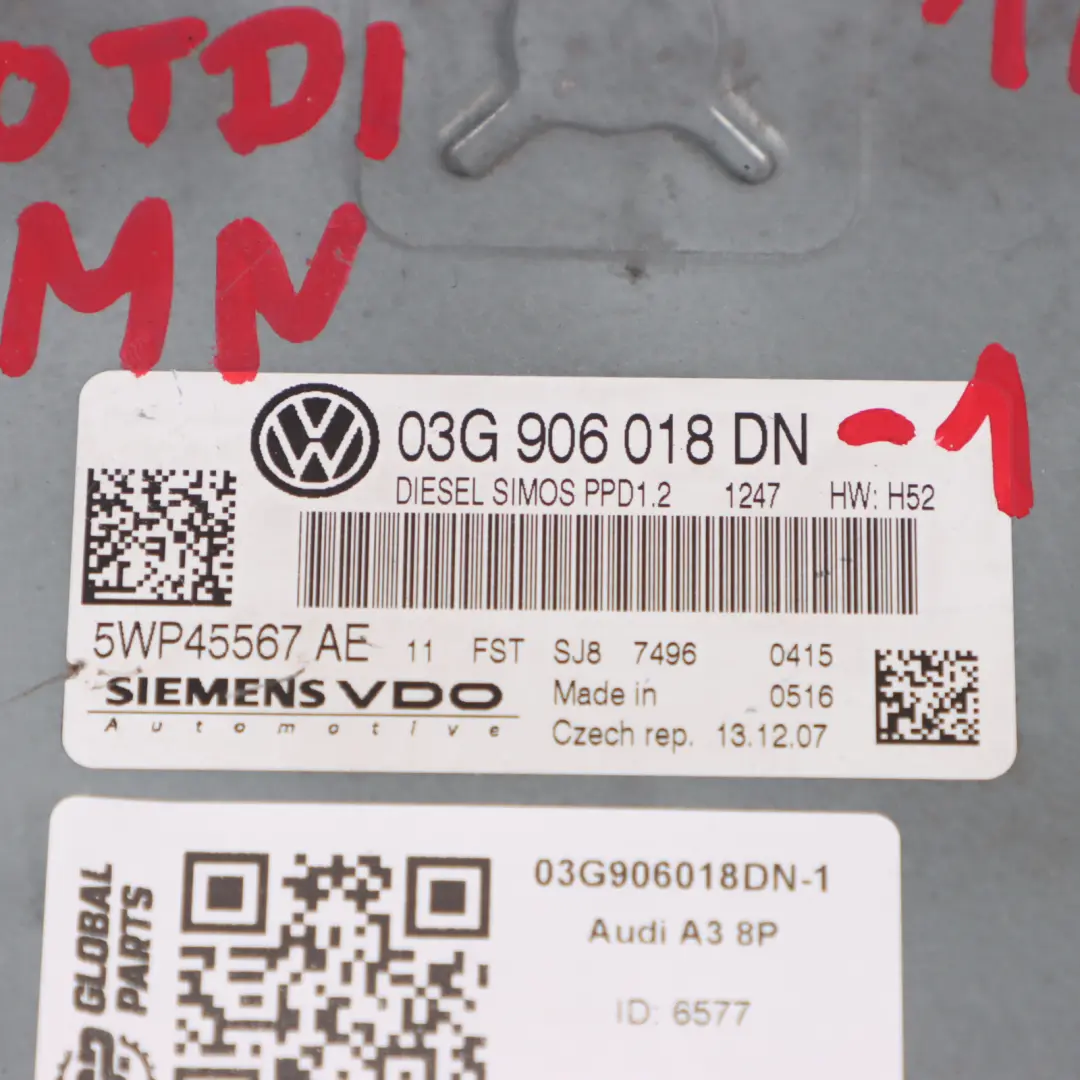 OTDI
MN
03G 906 018 DN -1
DIESEL SIMOS PPD1.2 1247 HW: H52
5WP45567 AE 11 FST SJ8 7496 0415
SIEMENS VDO Made in 0516
Automotive Czech rep. 13.12.07
GLOBAL
PARTS
03G906018DN-1
Audi A3 8P
ID: 6577